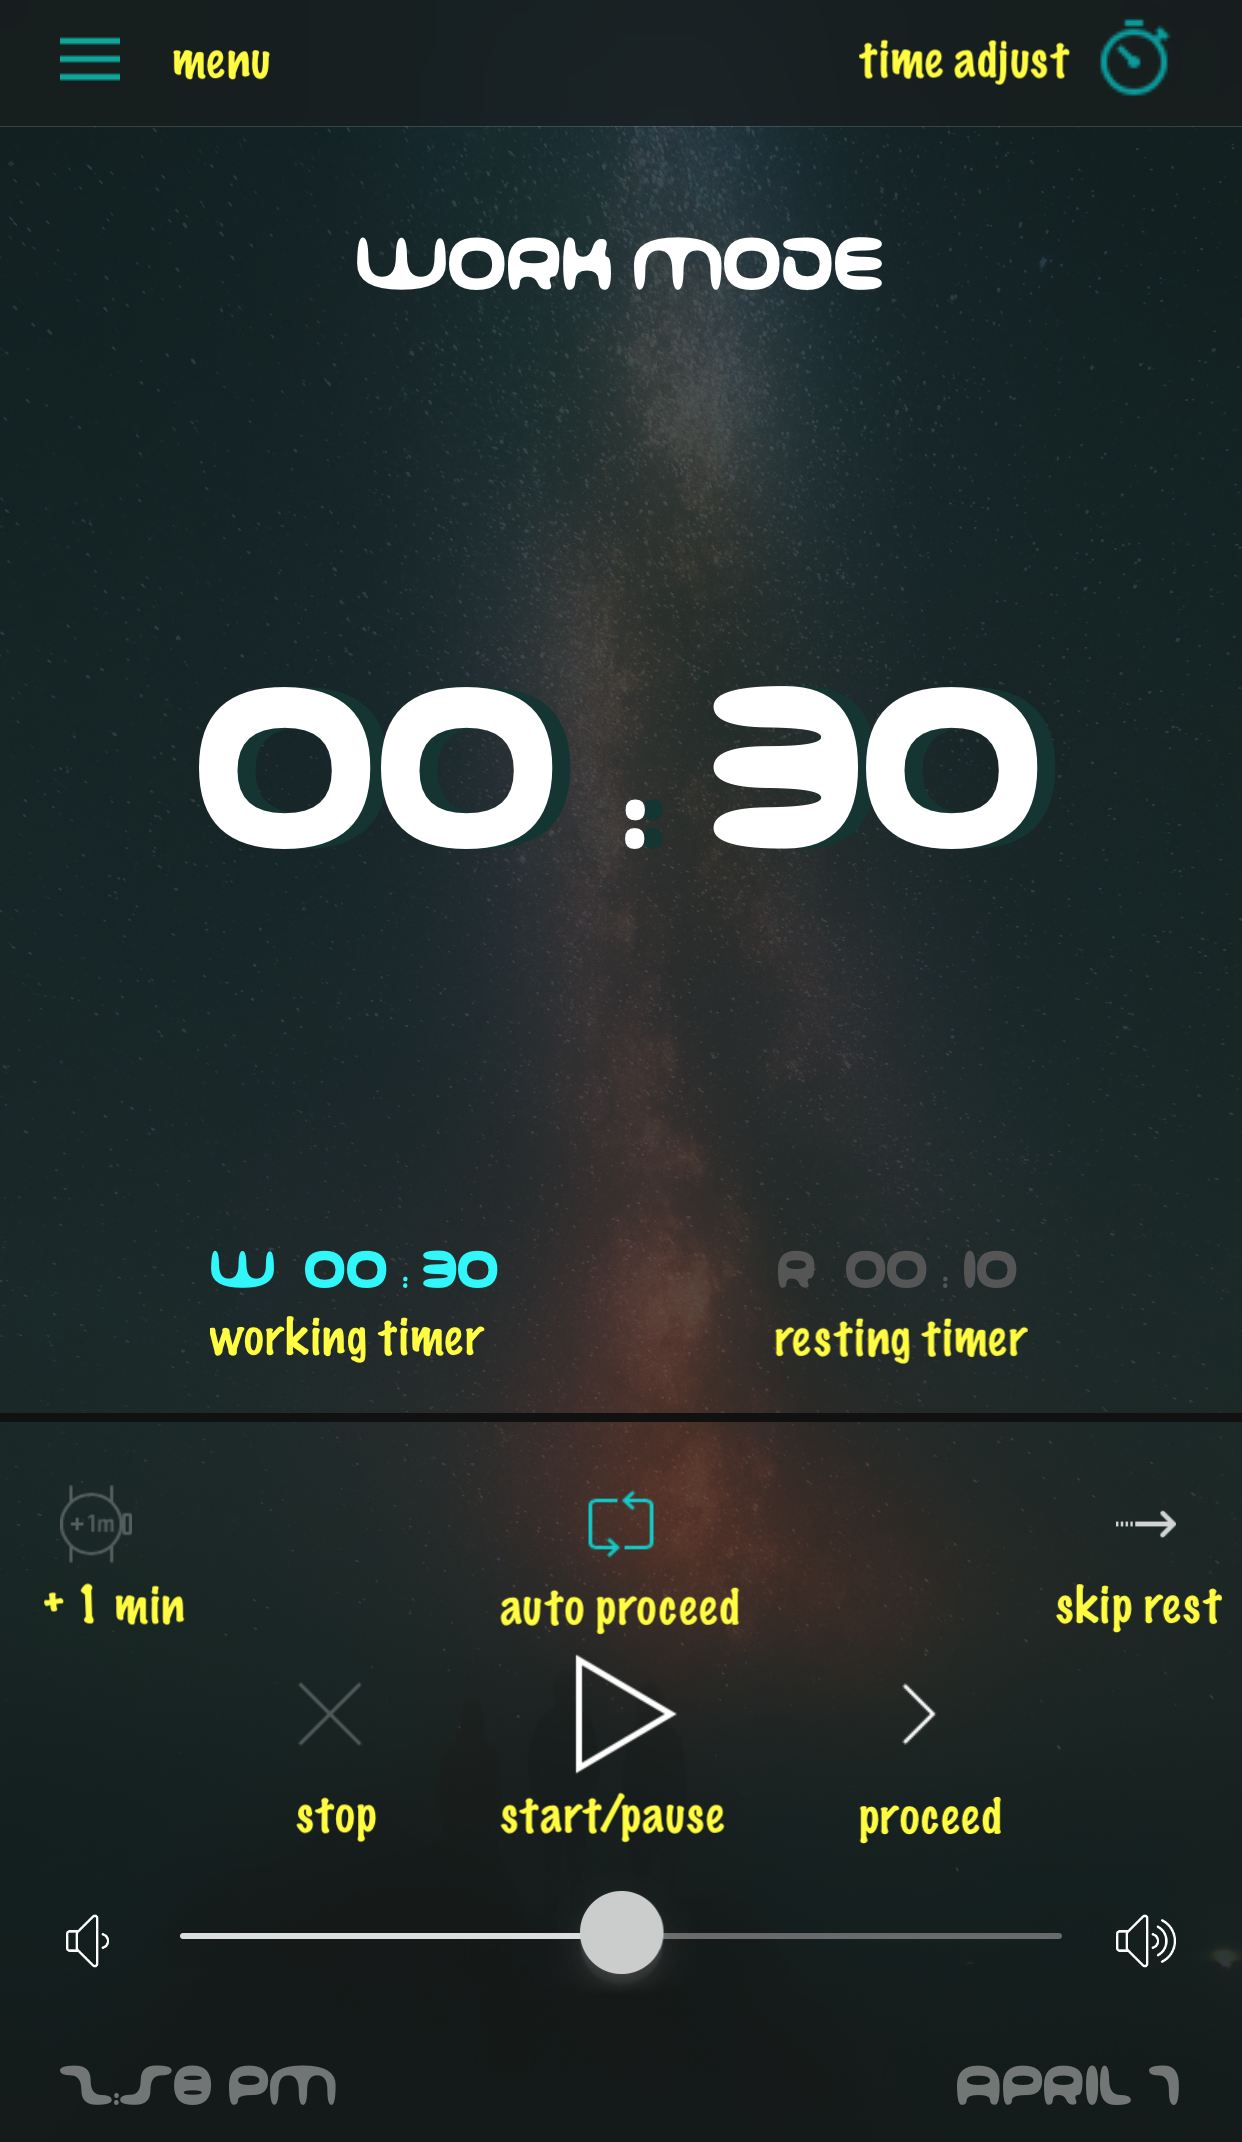 menu
time adjust
WORK MODE
00 : 30
W 00 : 30
R 00 : 10
working timer
resting timer
+1m
+ 1 min
auto proceed
skip rest
stop
start/pause
proceed
2:58 PM
APRIL 7